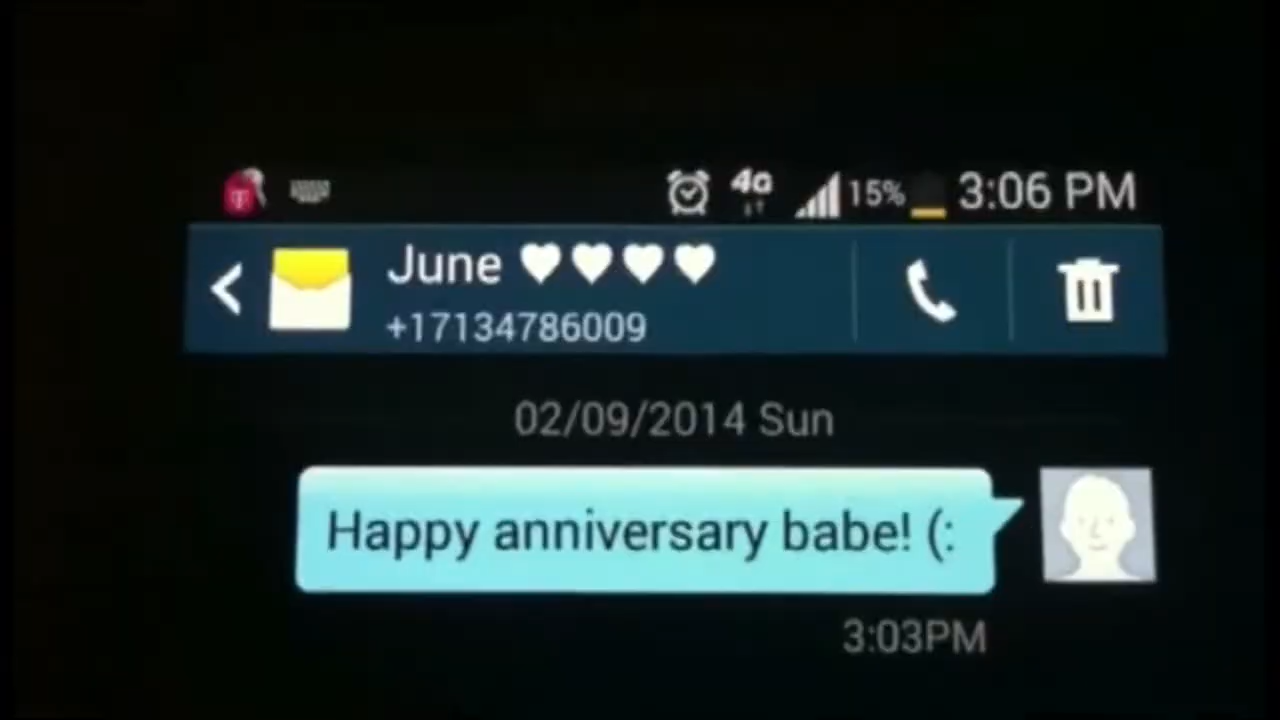 4G 15% 3:06 PM
June ♥♥♥♥
+17134786009
02/09/2014 Sun
Happy anniversary babe! (:
3:03PM